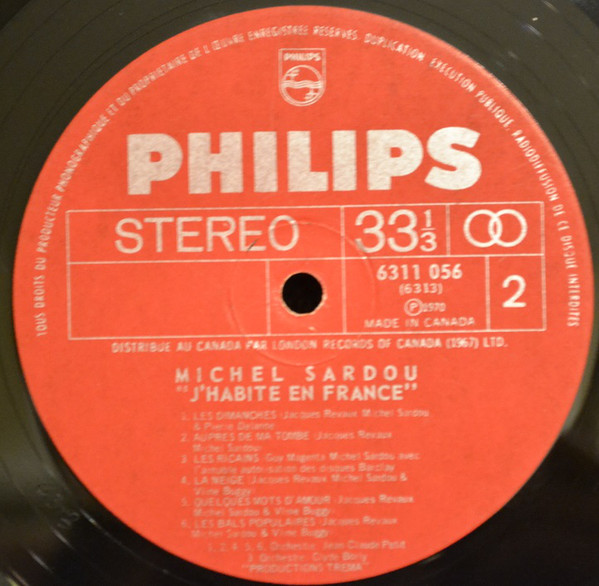 TOUS DROITS DU PRODUCTEUR PHONOGRAPHIQUE ET DU PROPRIETAIRE DE L'ŒUVRE ENREGISTREE RESERVES. DUPLICATION, EXECUTION PUBLIQUE, RADIODIFFUSION DE CE DISQUE INTERDITES
PHILIPS
PHILIPS
STEREO 33 1/3
6311 056
(6313)
Ⓟ1970
MADE IN CANADA
2
DISTRIBUE AU CANADA PAR LONDON RECORDS OF CANADA (1967) LTD.
MICHEL SARDOU
"J'HABITE EN FRANCE"
1. LES DIMANCHES (Jacques Revaux Michel Sardou
& Pierre Delanoe
2. AUPRES DE MA TOMBE (Jacques Revaux
Michel Sardou)
3. LES RICAINS (Guy Magenta Michel Sardou avec
l'aimable autorisation des disques Barclay
4. LA NEIGE (Jacques Revaux Michel Sardou &
Vline Buggy)
5. QUELQUES MOTS D'AMOUR (Jacques Revaux
Michel Sardou & Vline Buggy)
6. LES BALS POPULAIRES (Jacques Revaux
Michel Sardou & Vline Buggy)
1, 2, 4, 5, 6, Orchestre: Jean Claude Petit
3. Orchestre: Clyde Borly
"PRODUCTIONS TREMA"